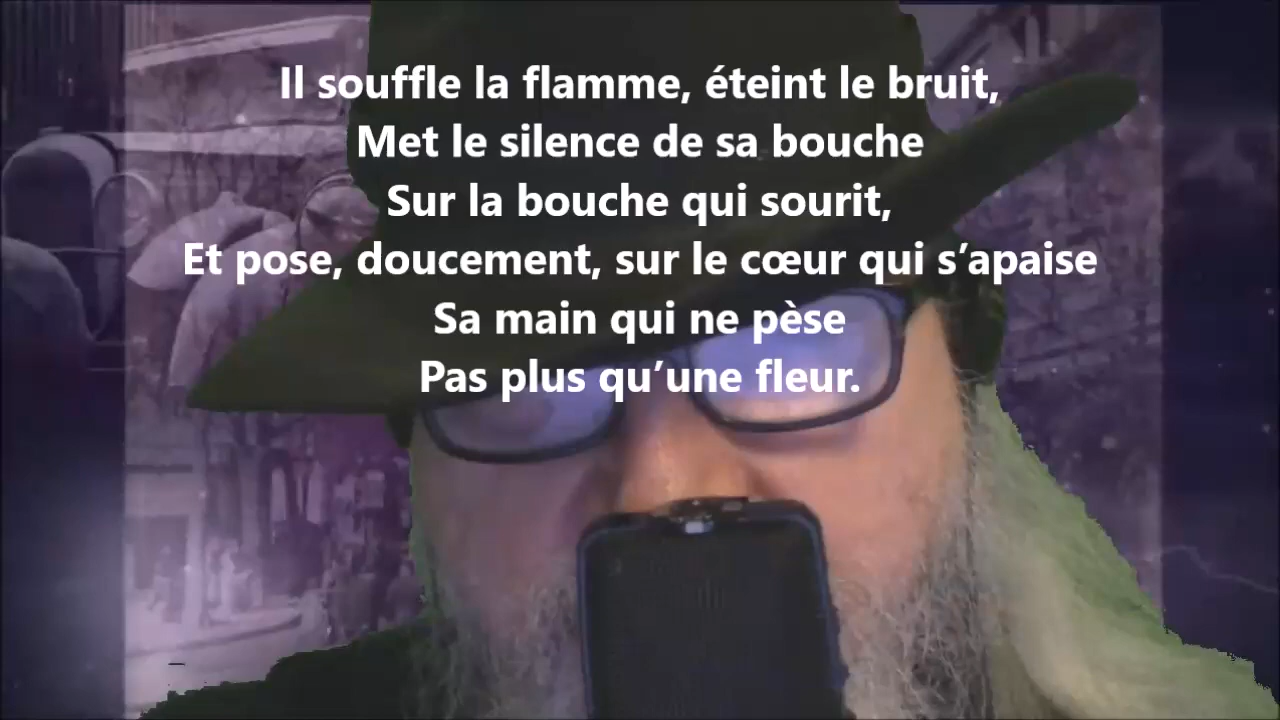 Il souffle la flamme, éteint le bruit,
Met le silence de sa bouche
Sur la bouche qui sourit,
Et pose, doucement, sur le cœur qui s’apaise
Sa main qui ne pèse
Pas plus qu’une fleur.